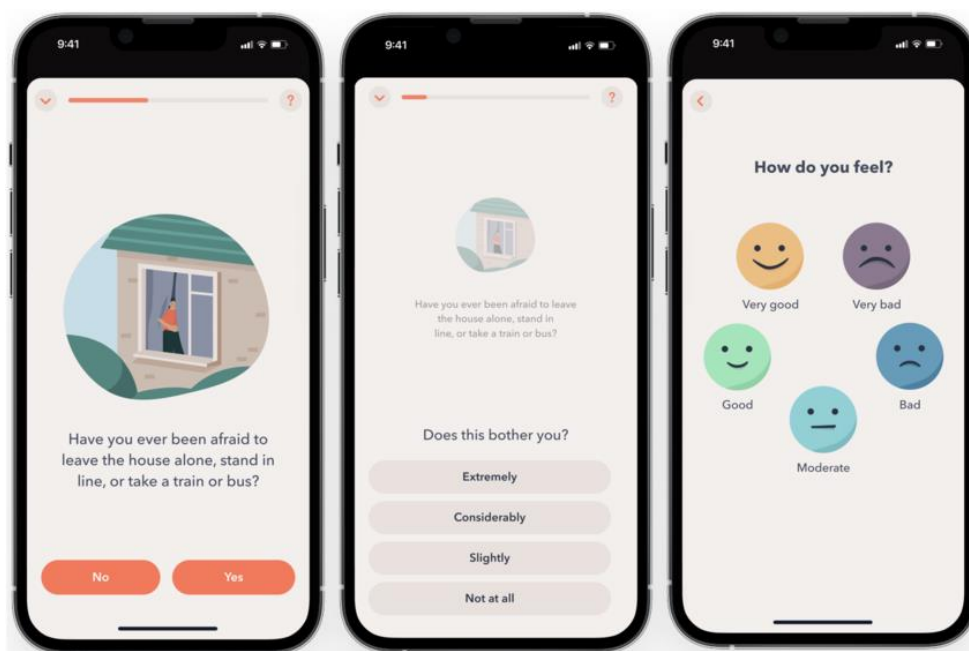 9:41
?
Have you ever been afraid to
leave the house alone, stand in
line, or take a train or bus?
No
Yes
9:41
?
Have you ever been afraid to leave
the house alone, stand in
line, or take a train or bus?
Does this bother you?
Extremely
Considerably
Slightly
Not at all
9:41
How do you feel?
Very good
Very bad
Good
Bad
Moderate